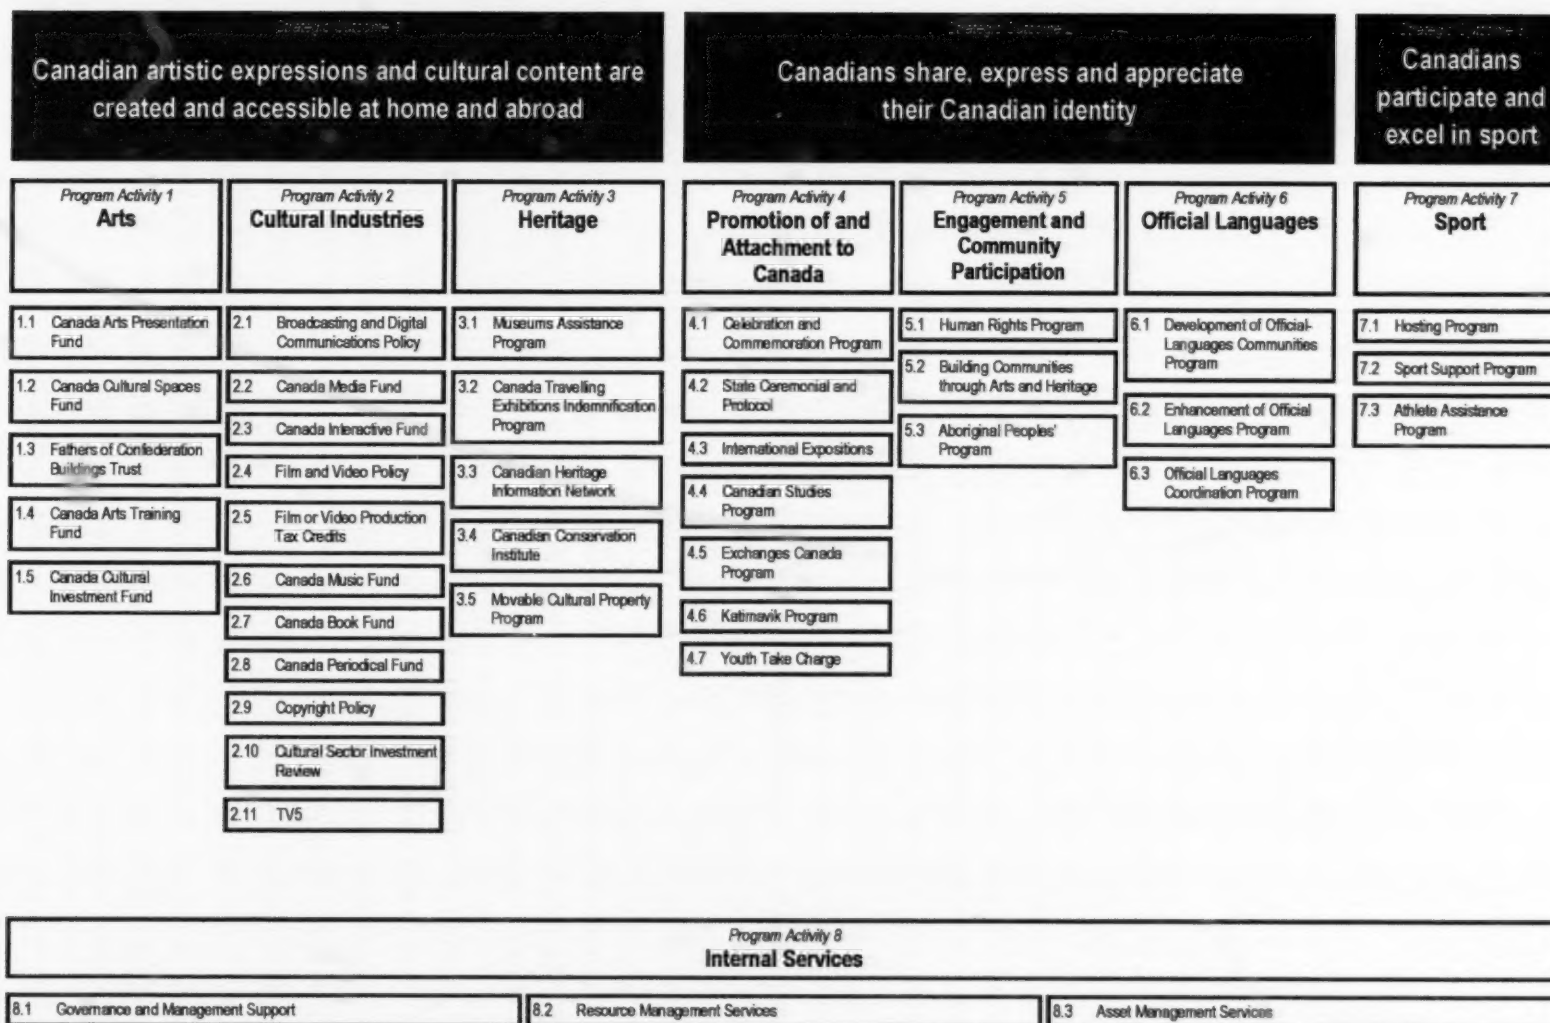 Strategic Outcome 1
Canadian artistic expressions and cultural content are
created and accessible at home and abroad
Program Activity 1
Arts
Program Activity 2
Cultural Industries
Program Activity 3
Heritage
1.1 Canada Arts Presentation
Fund
1.2 Canada Cultural Spaces
Fund
1.3 Fathers of Confederation
Buildings Trust
1.4 Canada Arts Training
Fund
1.5 Canada Cultural
Investment Fund
2.1 Broadcasting and Digital
Communications Policy
2.2 Canada Media Fund
2.3 Canada Interactive Fund
2.4 Film and Video Policy
2.5 Film or Video Production
Tax Credits
2.6 Canada Music Fund
2.7 Canada Book Fund
2.8 Canada Periodical Fund
2.9 Copyright Policy
2.10 Cultural Sector Investment
Review
2.11 TV5
3.1 Museums Assistance
Program
3.2 Canada Travelling
Exhibitions Indemnification
Program
3.3 Canadian Heritage
Information Network
3.4 Canadian Conservation
Institute
3.5 Movable Cultural Property
Program
Strategic Outcome 2
Canadians share, express and appreciate
their Canadian identity
Program Activity 4
Promotion of and
Attachment to
Canada
Program Activity 5
Engagement and
Community
Participation
Program Activity 6
Official Languages
4.1 Celebration and
Commemoration Program
4.2 State Ceremonial and
Protocol
4.3 International Expositions
4.4 Canadian Studies
Program
4.5 Exchanges Canada
Program
4.6 Katimavik Program
4.7 Youth Take Charge
5.1 Human Rights Program
5.2 Building Communities
through Arts and Heritage
5.3 Aboriginal Peoples'
Program
6.1 Development of Official-
Languages Communities
Program
6.2 Enhancement of Official
Languages Program
6.3 Official Languages
Coordination Program
Canadians
participate and
excel in sport
Program Activity 7
Sport
7.1 Hosting Program
7.2 Sport Support Program
7.3 Athlete Assistance
Program
Program Activity 8
Internal Services
8.1 Governance and Management Support
8.2 Resource Management Services
8.3 Asset Management Services